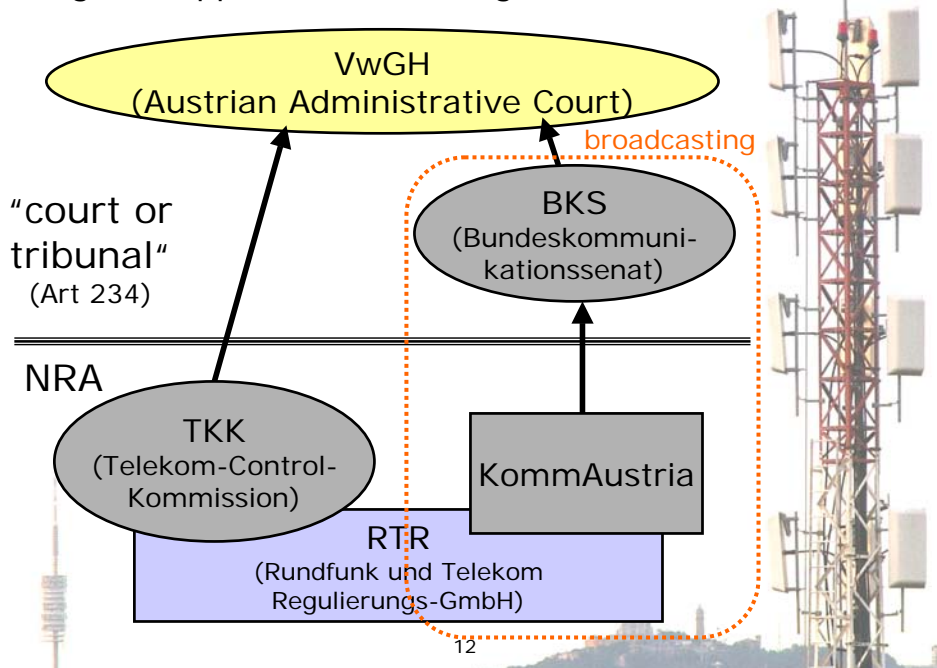 VwGH
(Austrian Administrative Court)
broadcasting
"court or
tribunal"
(Art 234)
BKS
(Bundeskommuni-
kationssenat)
NRA
TKK
(Telekom-Control-
Kommission)
KommAustria
RTR
(Rundfunk und Telekom
Regulierungs-GmbH)
12